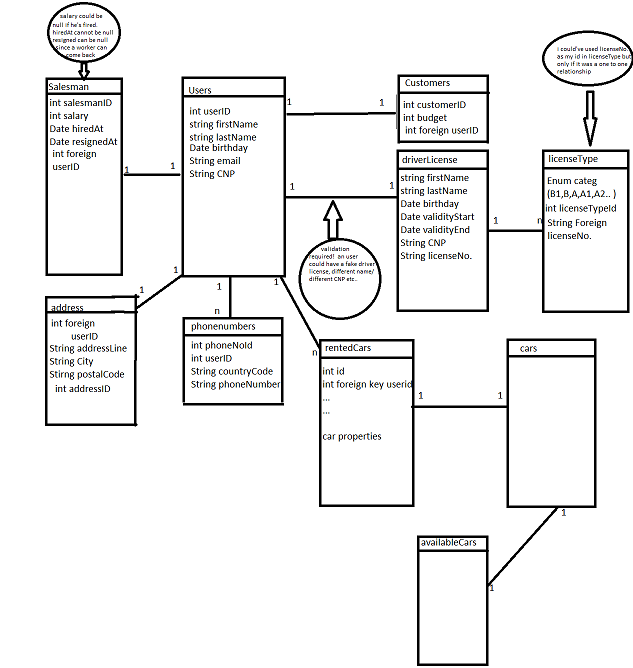 salary could be
null if he's fired.
hiredAt cannot be null
resigned can be null
since a worker can
come back
Salesman
int salesmanID
int salary
Date hiredAt
Date resignedAt
int foreign
userID
Users
int userID
string firstName
string lastName
Date birthday
String email
String CNP
1
1
1
1
Customers
int customerID
int budget
int foreign userID
I could've used licenseNo.
as my id in licenseType but
only if it was a one to one
relationship
1
1
driverLicense
string firstName
string lastName
Date birthday
Date validityStart
Date validityEnd
String CNP
String licenseNo.
1
n
licenseType
Enum categ
(B1,B,A,A1,A2.. )
int licenseTypeId
String Foreign
licenseNo.
validation
required! an user
could have a fake driver
license, different name/
different CNP etc..
1
1
address
int foreign
userID
String addressLine
String City
Stirng postalCode
int addressID
1
n
phonenumbers
int phoneNoId
int userID
String countryCode
String phoneNumber
1
n
rentedCars
int id
int foreign key userid
...
...
car properties
1
1
cars
1
1
availableCars